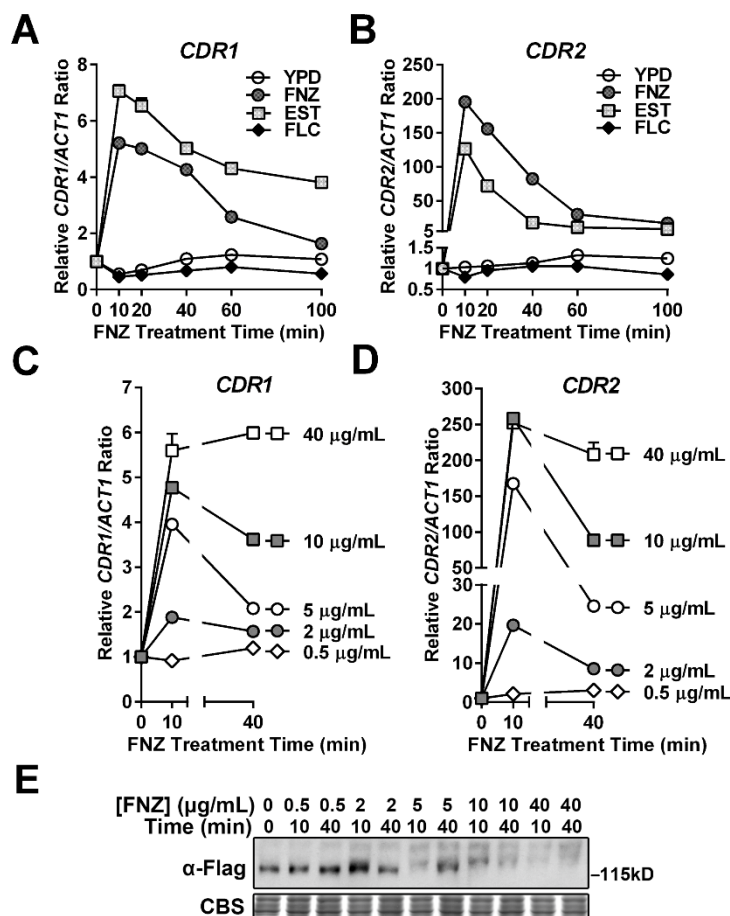 A
CDR1
Relative CDR1/ACT1 Ratio
8
6
4
2
0
YPD
FNZ
EST
FLC
0 10 20 40 60 100
FNZ Treatment Time (min)
B
CDR2
Relative CDR2/ACT1 Ratio
250
200
150
100
50
5
1.5
1
0.5
YPD
FNZ
EST
FLC
0 10 20 40 60 100
FNZ Treatment Time (min)
C
CDR1
Relative CDR1/ACT1 Ratio
7
6
5
4
3
2
1
0
40 μg/mL
10 μg/mL
5 μg/mL
2 μg/mL
0.5 μg/mL
0 10 40
FNZ Treatment Time (min)
D
CDR2
Relative CDR2/ACT1 Ratio
300
250
200
150
100
50
30
20
10
0
40 μg/mL
10 μg/mL
5 μg/mL
2 μg/mL
0.5 μg/mL
0 10 40
FNZ Treatment Time (min)
E
[FNZ] (μg/mL) 0 0.5 0.5 2 2 5 5 10 10 40 40
Time (min) 0 10 40 10 40 10 40 10 40 10 40
α-Flag
–115kD
CBS